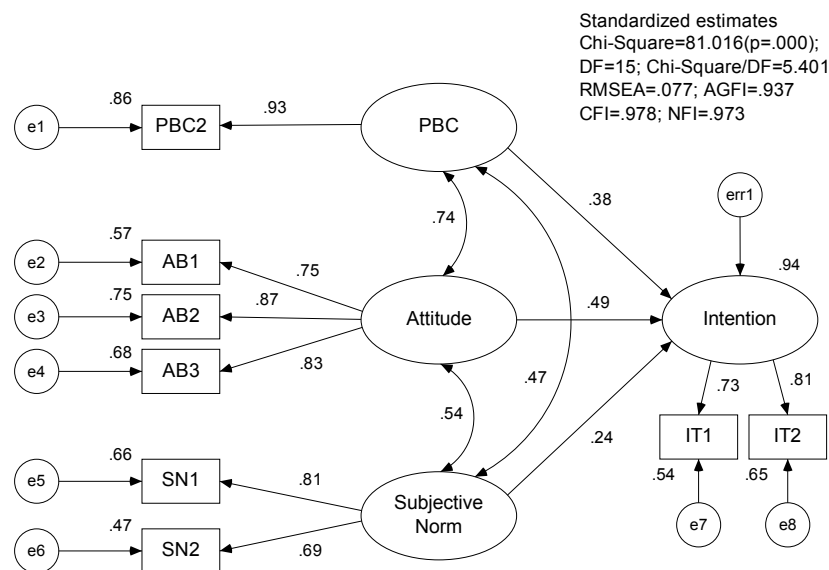 Standardized estimates
Chi-Square=81.016(p=.000);
DF=15; Chi-Square/DF=5.401
RMSEA=.077; AGFI=.937
CFI=.978; NFI=.973
.86
e1
PBC2
.93
PBC
.38
err1
.74
.57
e2
AB1
.75
.94
.75
e3
AB2
.87
Attitude
.49
Intention
.68
e4
AB3
.83
.47
.73
.81
.54
.24
IT1
IT2
.66
e5
SN1
.81
.54
.65
Subjective
Norm
.47
e6
SN2
.69
e7
e8